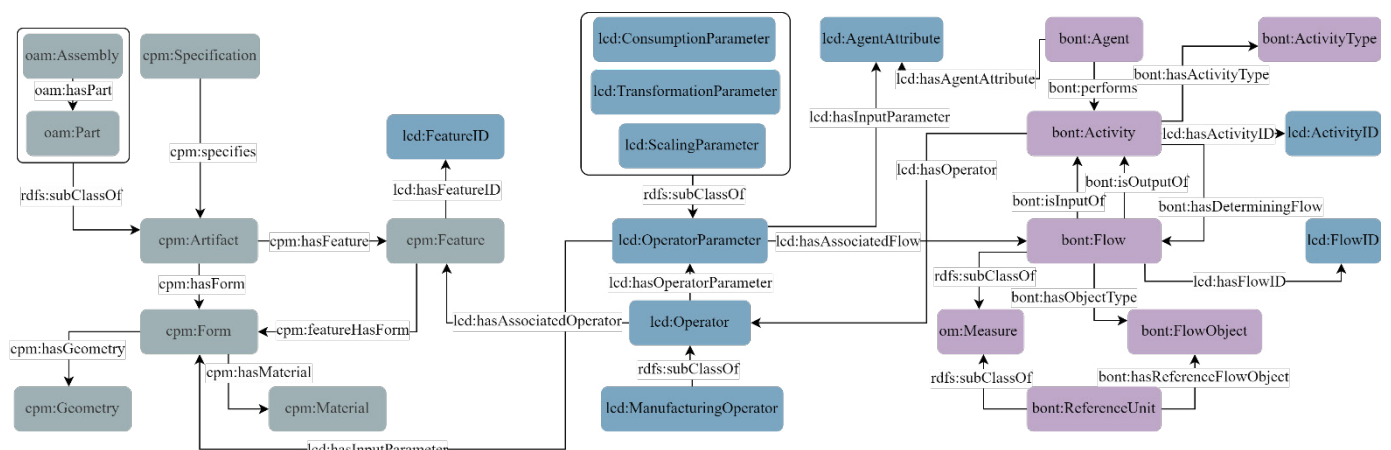 oam:Assembly
oam:hasPart
oam:Part
cpm:Specification
cpm:specifies
rdfs:subClassOf
cpm:Artifact
cpm:hasFeature
cpm:Feature
lcd:hasFeatureID
lcd:FeatureID
cpm:hasForm
cpm:Form
cpm:featureHasForm
cpm:hasGeometry
cpm:hasMaterial
cpm:Geometry
cpm:Material
lcd:ConsumptionParameter
lcd:TransformationParameter
lcd:ScalingParameter
rdfs:subClassOf
lcd:OperatorParameter
lcd:hasAssociatedFlow
lcd:hasOperatorParameter
lcd:hasAssociatedOperator
lcd:Operator
rdfs:subClassOf
lcd:ManufacturingOperator
lcd:hasInputParameter
lcd:AgentAttribute
lcd:hasAgentAttribute
lcd:hasInputParameter
lcd:hasOperator
bont:Agent
bont:performs
bont:ActivityType
bont:hasActivityType
bont:Activity
lcd:hasActivityID
lcd:ActivityID
bont:isOutputOf
bont:isInputOf
bont:hasDeterminingFlow
bont:Flow
lcd:FlowID
lcd:hasFlowID
rdfs:subClassOf
bont:hasObjectType
om:Measure
bont:FlowObject
rdfs:subClassOf
bont:hasReferenceFlowObject
bont:ReferenceUnit